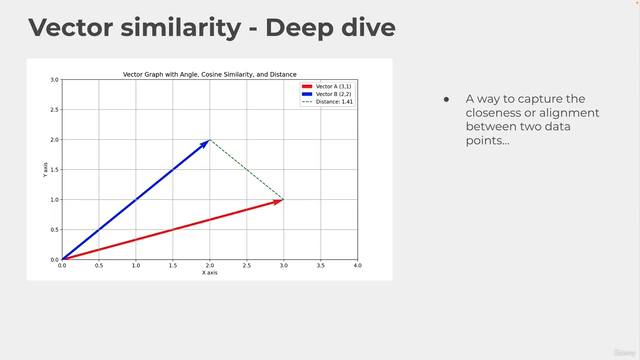 Vector similarity - Deep dive
Vector Graph with Angle, Cosine Similarity, and Distance
Vector A (3,1)
Vector B (2,2)
Distance: 1.41
3.0
2.5
2.0
1.5
1.0
0.5
0.0
Y axis
0.0 0.5 1.0 1.5 2.0 2.5 3.0 3.5 4.0
X axis
● A way to capture the
closeness or alignment
between two data
points...